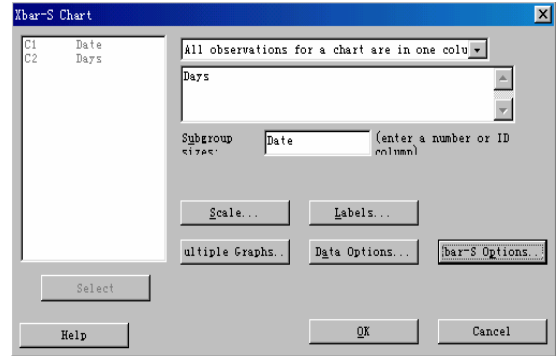 Xbar-S Chart
C1 Date
C2 Days
All observations for a chart are in one colu
Days
Subgroup
sizes:
Date
(enter a number or ID
column)
Scale...
Labels...
ultiple Graphs..
Data Options...
bar-S Options..
Select
Help
OK
Cancel